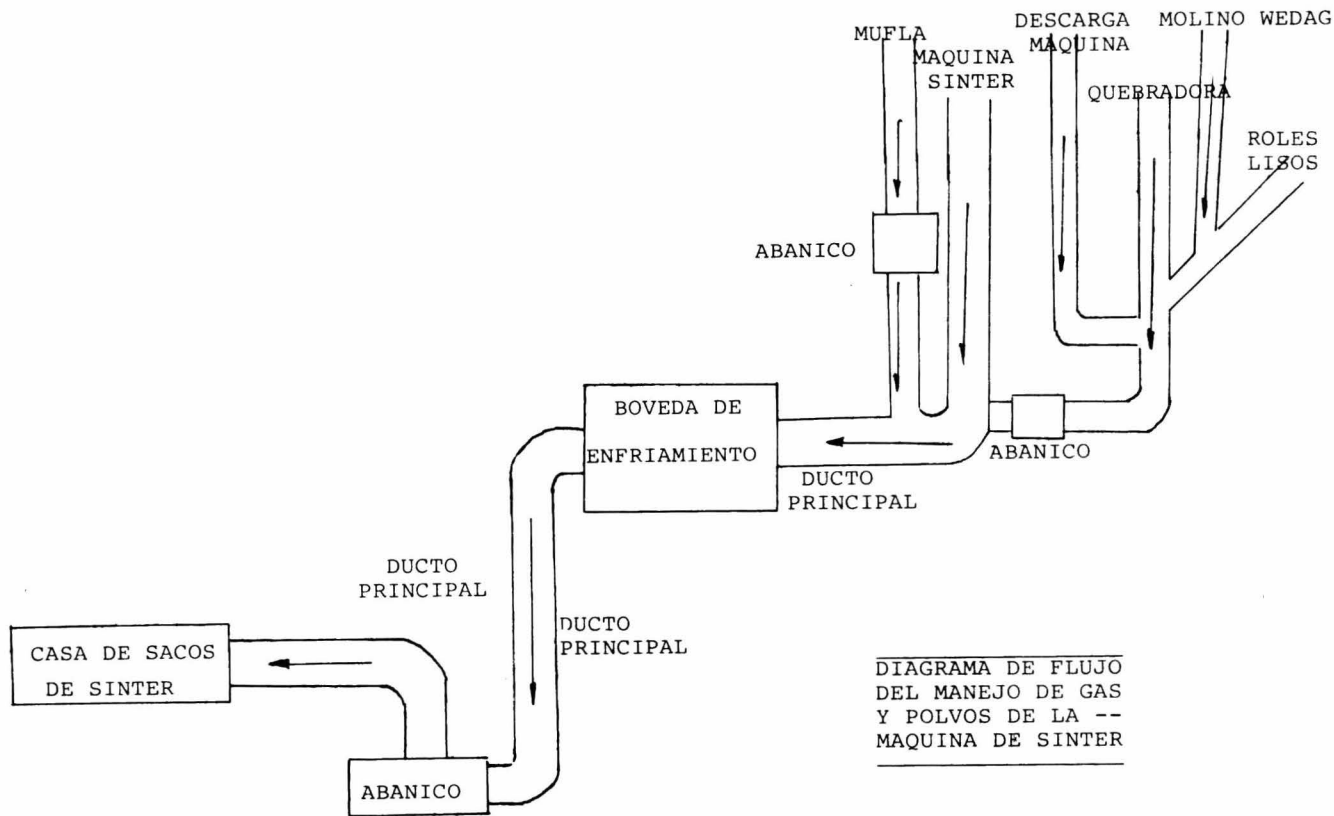 MUFLA
MAQUINA
SINTER
DESCARGA
MAQUINA
MOLINO WEDAG
QUEBRADORA
ROLES
LISOS
ABANICO
BOVEDA DE
ENFRIAMIENTO
ABANICO
DUCTO
PRINCIPAL
DUCTO
PRINCIPAL
DUCTO
PRINCIPAL
CASA DE SACOS
DE SINTER
ABANICO
DIAGRAMA DE FLUJO
DEL MANEJO DE GAS
Y POLVOS DE LA --
MAQUINA DE SINTER